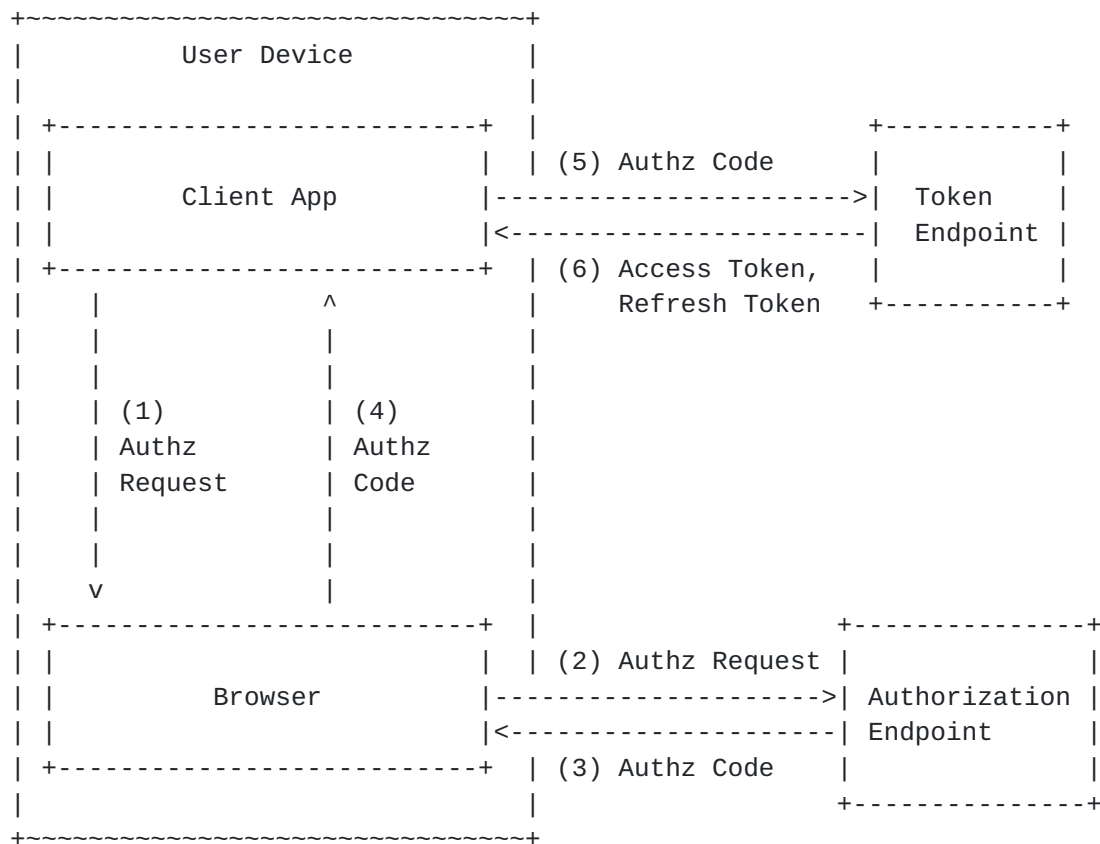 User Device
Client App
(5) Authz Code
Token
Endpoint
(6) Access Token,
Refresh Token
(1)
Authz
Request
(4)
Authz
Code
Browser
(2) Authz Request
Authorization
Endpoint
(3) Authz Code